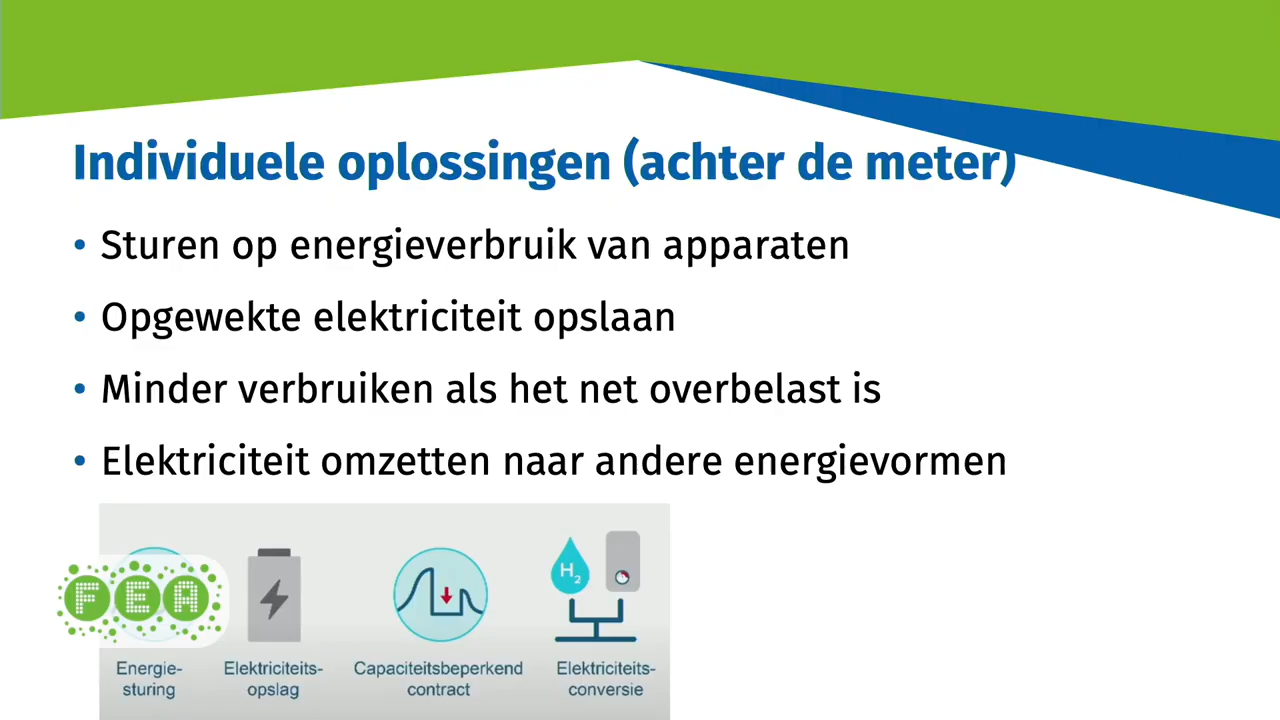 Individuele oplossingen (achter de meter)
• Sturen op energieverbruik van apparaten
• Opgewekte elektriciteit opslaan
• Minder verbruiken als het net overbelast is
• Elektriciteit omzetten naar andere energievormen
H2
FEA
Energie-
sturing
Elektriciteits-
opslag
Capaciteitsbeperkend
contract
Elektriciteits-
conversie